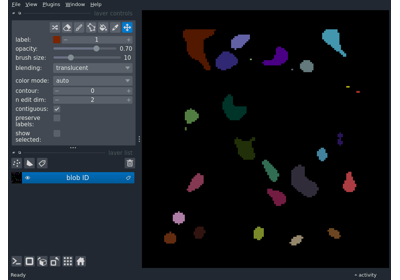 File View Plugins Window Help
layer controls
label: 1
opacity: 0.70
brush size: 10
blending: translucent
color mode: auto
contour: 0
n edit dim: 2
contiguous:
preserve
labels:
show
selected:
layer list
blob ID
Ready
activity